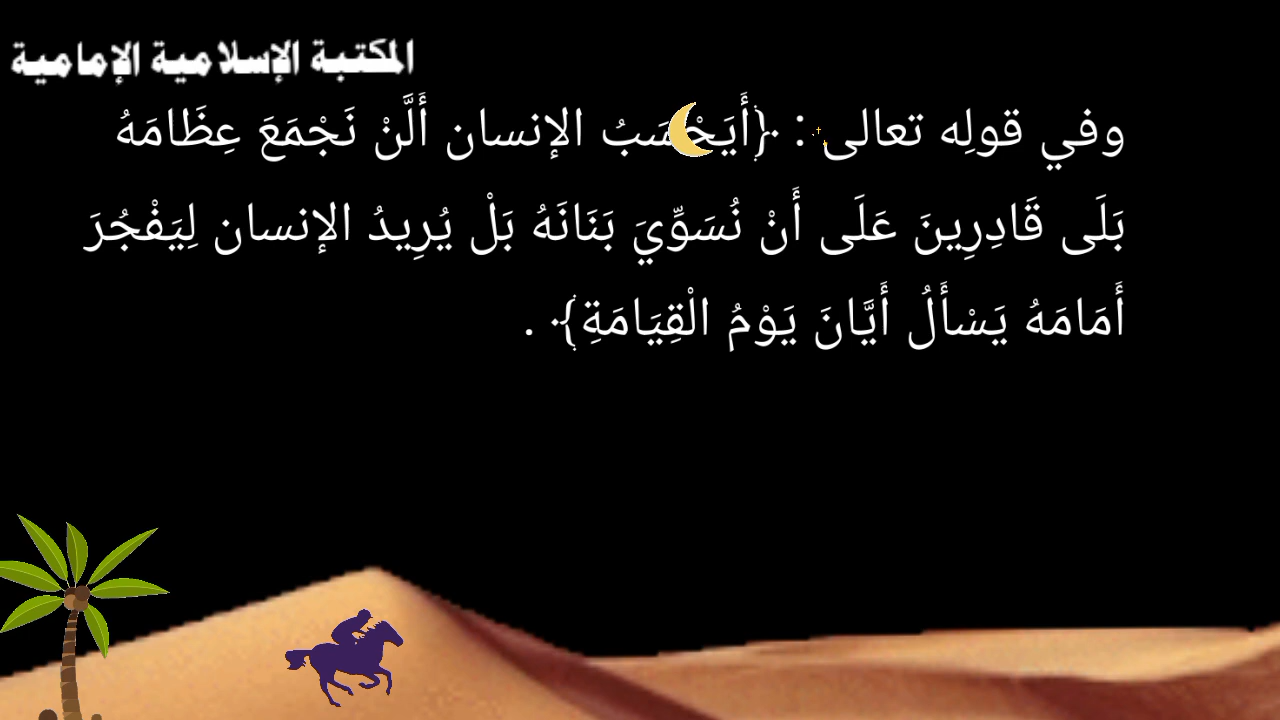 المكتبة الإسلامية الإمامية
وفي قولِه تعالى : {أَيَحْسَبُ الإنسان أَلَّنْ نَجْمَعَ عِظَامَهُ
بَلَى قَادِرِينَ عَلَى أَنْ نُسَوِّيَ بَنَانَهُ بَلْ يُرِيدُ الإنسان لِيَفْجُرَ
أَمَامَهُ يَسْأَلُ أَيَّانَ يَوْمُ الْقِيَامَةِ} .